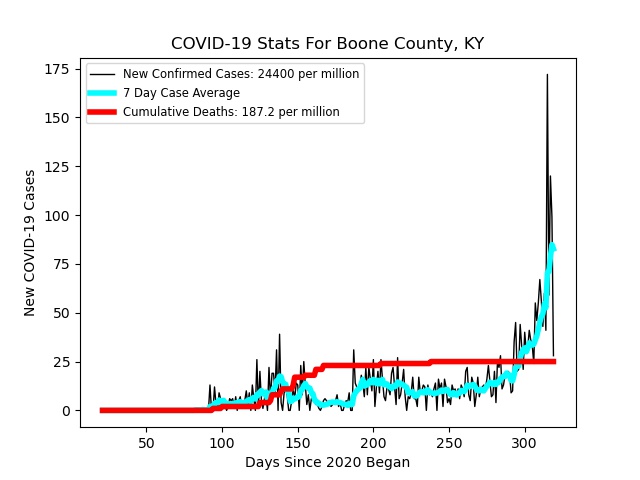 COVID-19 Stats For Boone County, KY
New Confirmed Cases: 24400 per million
7 Day Case Average
Cumulative Deaths: 187.2 per million
New COVID-19 Cases
175
150
125
100
75
50
25
0
50 100 150 200 250 300
Days Since 2020 Began